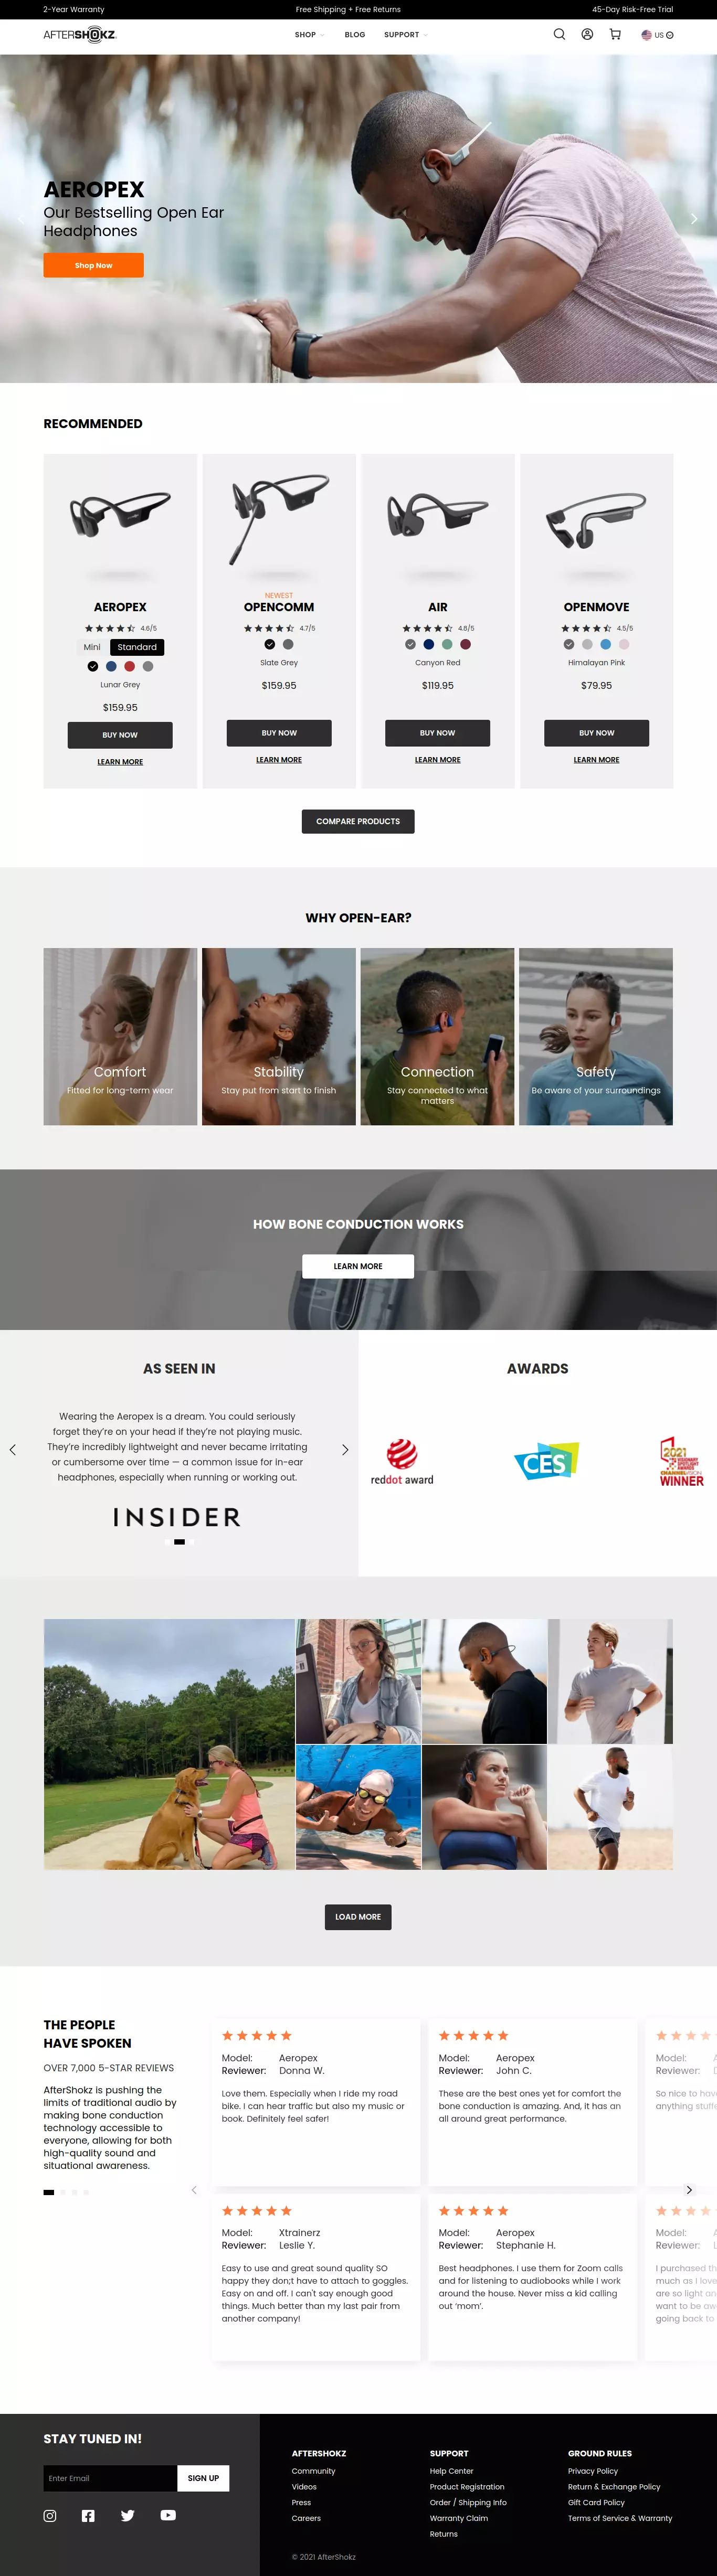 2-Year Warranty
Free Shipping + Free Returns
45-Day Risk-Free Trial
AFTERSHOKZ
SHOP
BLOG
SUPPORT
US
AEROPEX
Our Bestselling Open Ear
Headphones
Shop Now
RECOMMENDED
AEROPEX
4.6/5
Mini
Standard
Lunar Grey
$159.95
BUY NOW
LEARN MORE
NEWEST
OPENCOMM
4.7/5
Slate Grey
$159.95
BUY NOW
LEARN MORE
AIR
4.8/5
Canyon Red
$119.95
BUY NOW
LEARN MORE
OPENMOVE
4.5/5
Himalayan Pink
$79.95
BUY NOW
LEARN MORE
COMPARE PRODUCTS
WHY OPEN-EAR?
Comfort
Fitted for long-term wear
Stability
Stay put from start to finish
Connection
Stay connected to what
matters
Safety
Be aware of your surroundings
HOW BONE CONDUCTION WORKS
LEARN MORE
AS SEEN IN
Wearing the Aeropex is a dream. You could seriously
forget they're on your head if they're not playing music.
They're incredibly lightweight and never became irritating
or cumbersome over time — a common issue for in-ear
headphones, especially when running or working out.
INSIDER
AWARDS
reddot award
CES
2021
WINNER
LOAD MORE
THE PEOPLE
HAVE SPOKEN
OVER 7,000 5-STAR REVIEWS
AfterShokz is pushing the
limits of traditional audio by
making bone conduction
technology accessible to
everyone, allowing for both
high-quality sound and
situational awareness.
Model: Aeropex
Reviewer: Donna W.
Love them. Especially when I ride my road
bike. I can hear traffic but also my music or
book. Definitely feel safer!
Model: Aeropex
Reviewer: John C.
These are the best ones yet for comfort the
bone conduction is amazing. And, it has an
all around great performance.
Model: A
Reviewer:
So nice to have
anything stuffe
Model: Xtrainerz
Reviewer: Leslie Y.
Easy to use and great sound quality SO
happy they don;t have to attach to goggles.
Easy on and off. I can't say enough good
things. Much better than my last pair from
another company!
Model: Aeropex
Reviewer: Stephanie H.
Best headphones. I use them for Zoom calls
and for listening to audiobooks while I work
around the house. Never miss a kid calling
out 'mom'.
Model: A
Reviewer: L
I purchased th
much as I love
are so light an
want to be aw
going back to
STAY TUNED IN!
Enter Email
SIGN UP
AFTERSHOKZ
Community
Videos
Press
Careers
SUPPORT
Help Center
Product Registration
Order / Shipping Info
Warranty Claim
Returns
GROUND RULES
Privacy Policy
Return & Exchange Policy
Gift Card Policy
Terms of Service & Warranty
© 2021 AfterShokz